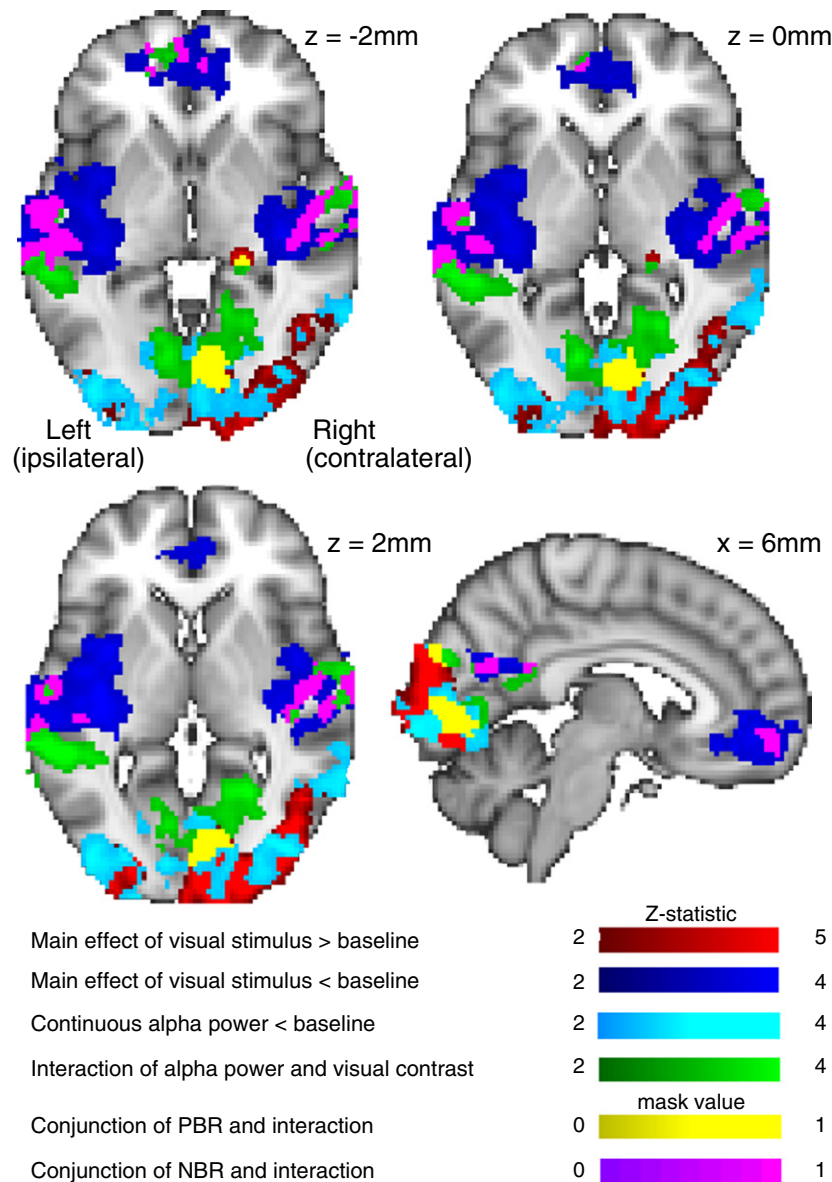 z = -2mm
z = 0mm
Left
(ipsilateral)
Right
(contralateral)
z = 2mm
x = 6mm
Z-statistic
Main effect of visual stimulus > baseline 2 5
Main effect of visual stimulus < baseline 2 4
Continuous alpha power < baseline 2 4
Interaction of alpha power and visual contrast 2 4
mask value
Conjunction of PBR and interaction 0 1
Conjunction of NBR and interaction 0 1